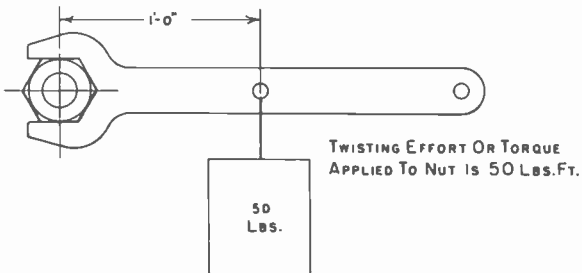 1'-0"
TWISTING EFFORT OR TORQUE
APPLIED TO NUT IS 50 LBS.FT.
50
LBS.